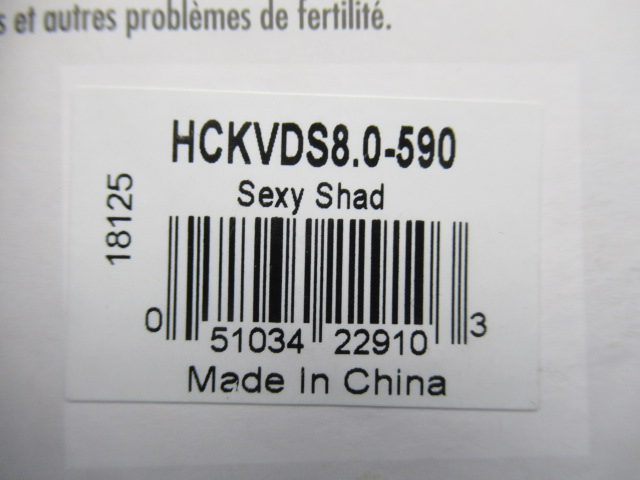 s et autres problèmes de fertilité.
HCKVDS8.0-590
Sexy Shad
18125
0 51034 22910 3
Made In China